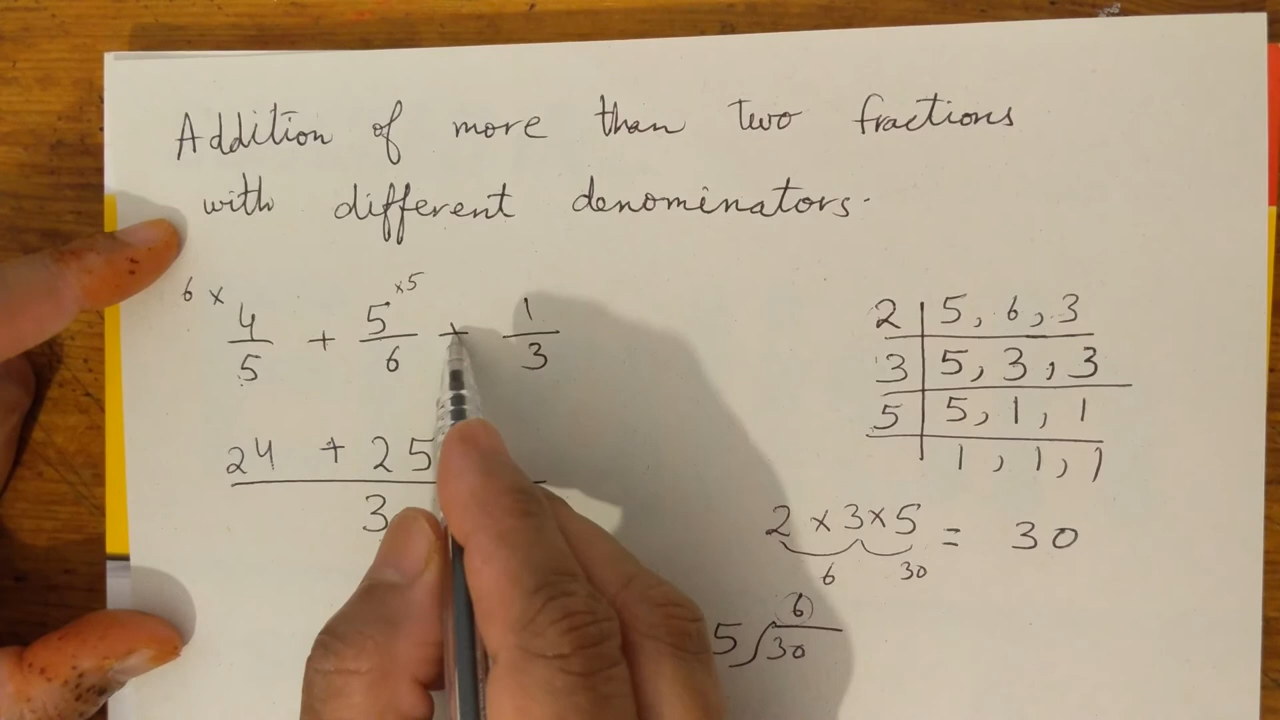 Addition of more than two fractions
with different denominators.
6 × 4/5 + 5/6 ×5 + 1/3
24 + 25
3
2 | 5, 6, 3
3 | 5, 3, 3
5 | 5, 1, 1
1, 1, 1
2 × 3 × 5 = 30
6 30
6
5 30